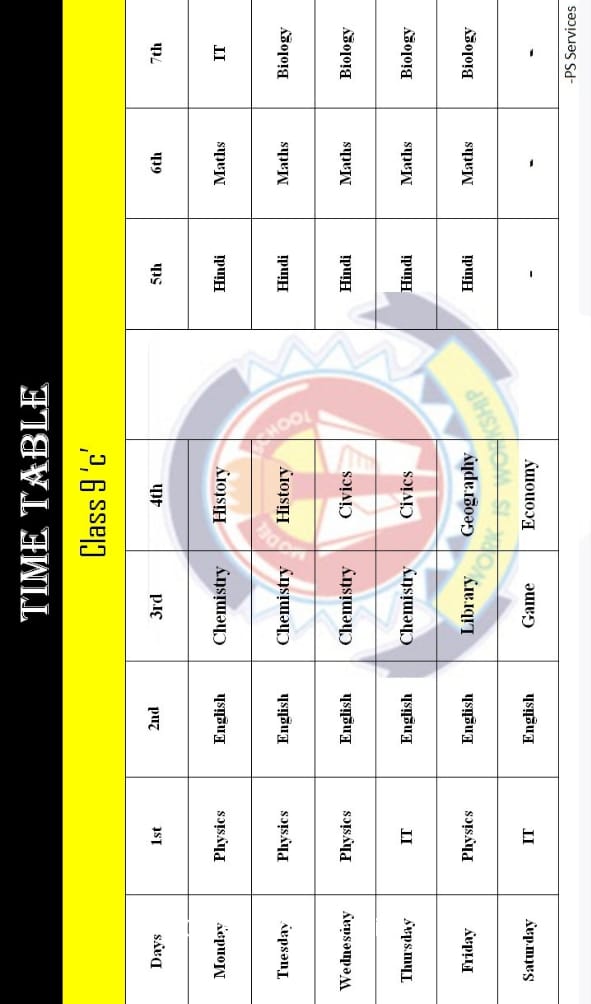 TIME TABLE
Class 9 'c'
Days 1st 2nd 3rd 4th 5th 6th 7th
Monday Physics English Chemistry History Hindi Maths IT
Tuesday Physics English Chemistry History Hindi Maths Biology
Wednesday Physics English Chemistry Civics Hindi Maths Biology
Thursday IT English Chemistry Civics Hindi Maths Biology
Friday Physics English Library Geography Hindi Maths Biology
Saturday IT English Game Economy - - -
MODEL SCHOOL
WORK IS WORKSHIP
-PS Services